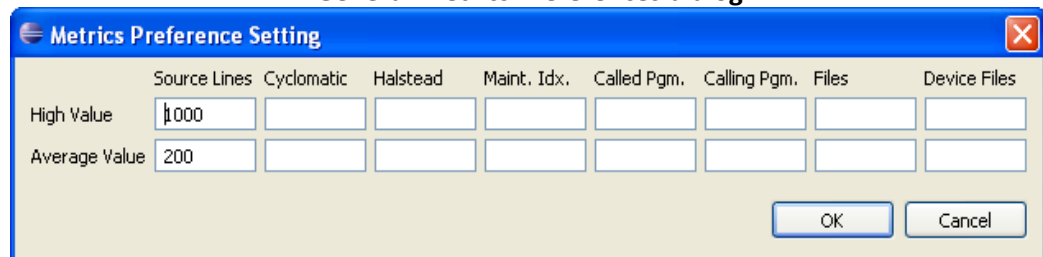 Metrics Preference Setting
Source Lines Cyclomatic Halstead Maint. Idx. Called Pgm. Calling Pgm. Files Device Files
High Value 1000
Average Value 200
OK Cancel